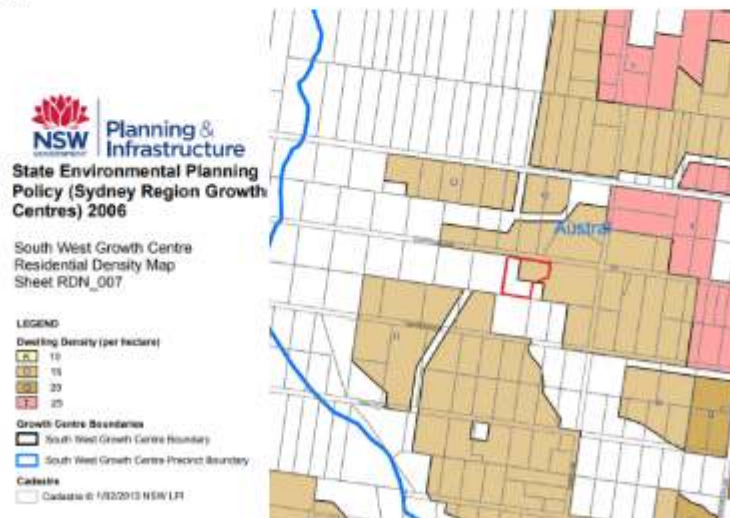 NSW
GOVERNMENT
Planning &
Infrastructure
State Environmental Planning
Policy (Sydney Region Growth
Centres) 2006
South West Growth Centre
Residential Density Map
Sheet RDN_007
LEGEND
Dwelling Density (per hectare)
K 10
15
20
T 25
Growth Centre Boundaries
South West Growth Centre Boundary
South West Growth Centre Precinct Boundary
Cadastre
Cadastre © 1/02/2013 NSW LPI
Austral